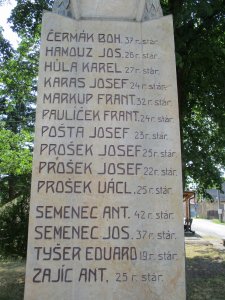 ČERMÁK BOH. 37 r. stár.
HAMOUZ JOS. 26 r. stár.
HŮLA KAREL 27 r. stár.
KARAS JOSEF 24 r. stár.
MARKUP FRANT. 32 r. stár.
PAVLÍČEK FRANT. 24 r. stár.
POŠTA JOSEF 23 r. stár.
PROŠEK JOSEF 25 r. stár.
PROŠEK JOSEF 22 r. stár.
PROŠEK VÁCL. 25 r. stár.
SEMENEC ANT. 42 r. stár.
SEMENEC JOS. 37 r. stár.
TYŠER EDUARD 19 r. stár.
ZAJÍC ANT. 25 r. stár.